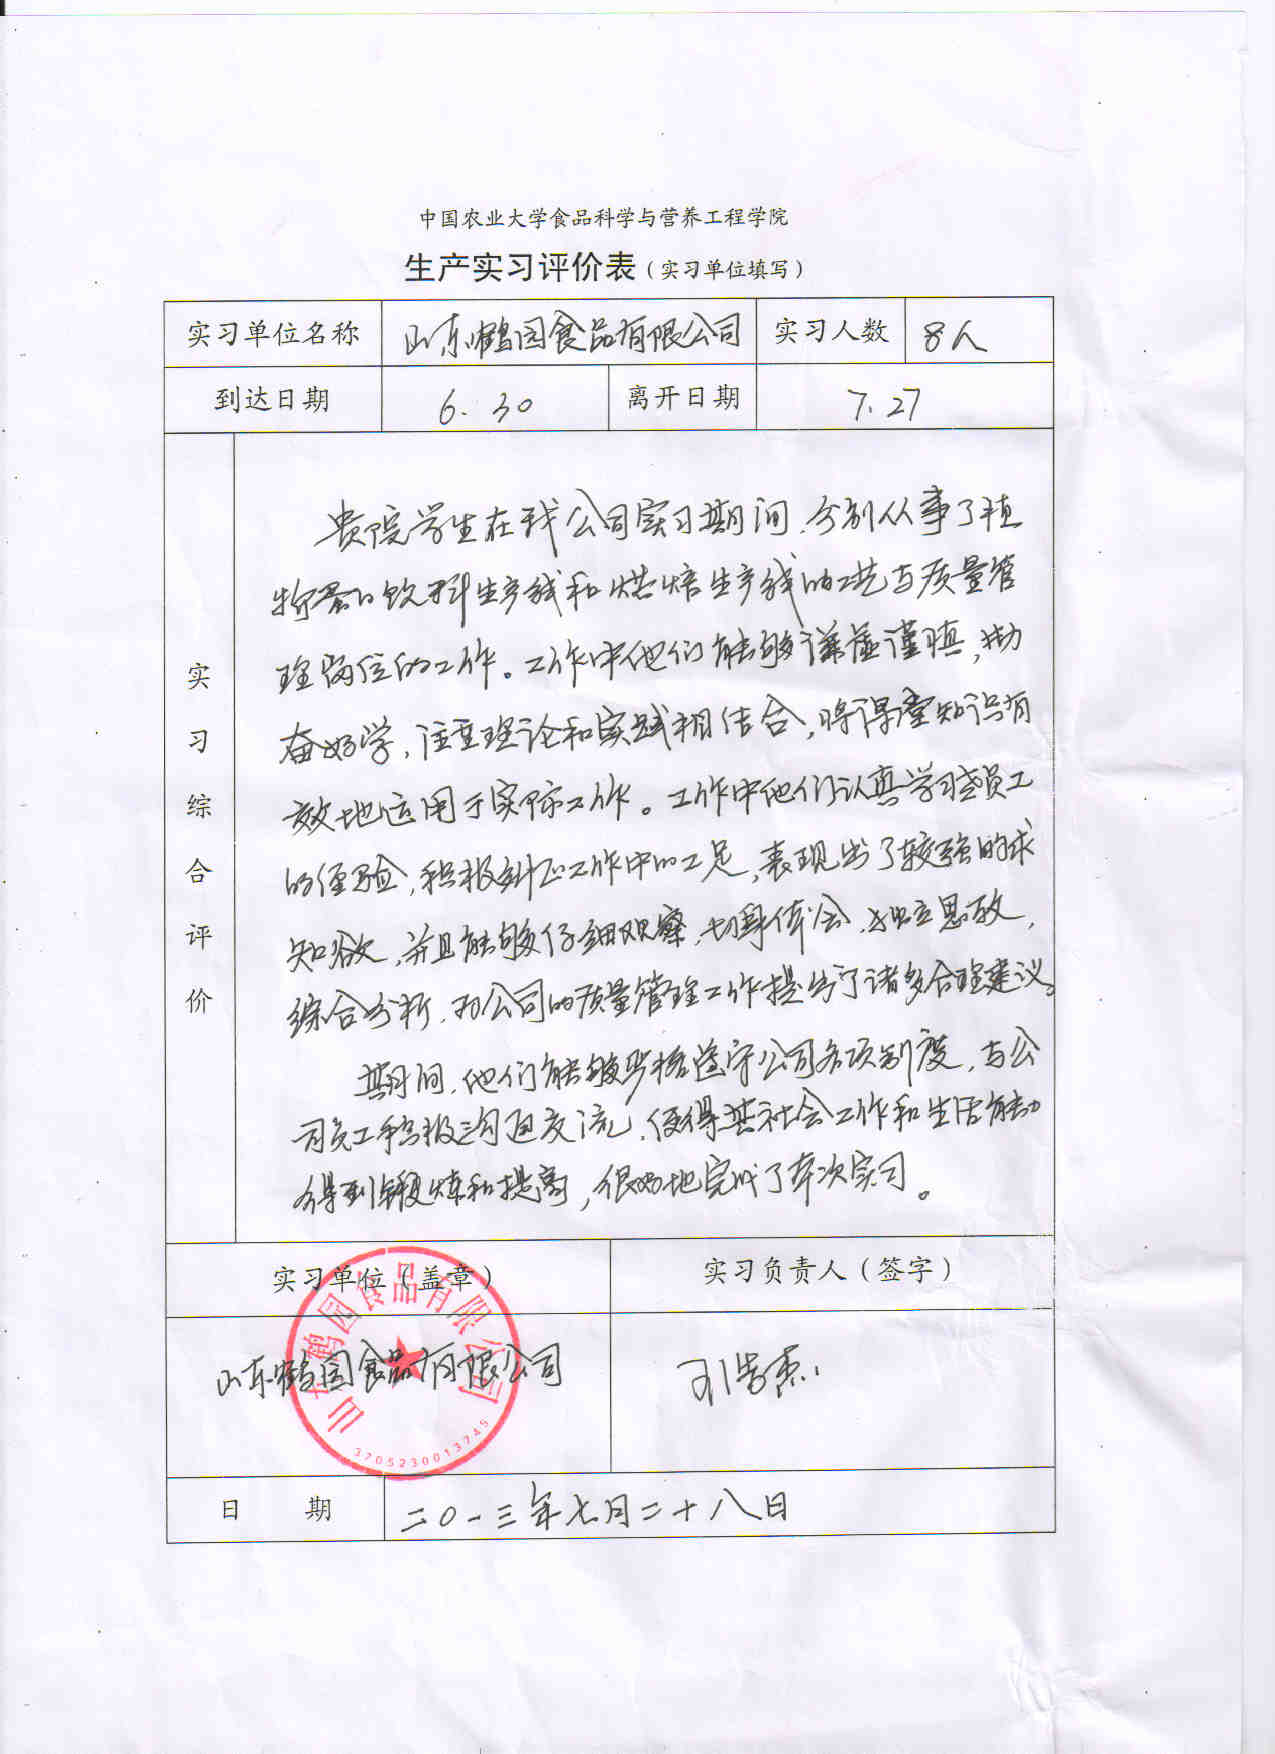 中国农业大学食品科学与营养工程学院
生产实习评价表（实习单位填写）
实习单位名称 山东鹤园食品有限公司 实习人数 8人
到达日期 6.30 离开日期 7.27
实习综合评价
贵院学生在我公司实习期间，分别从事了植
物蛋白饮料生产线和烘焙生产线的工艺与质量管
理岗位的工作。工作中他们能够谦虚谨慎，勤
奋好学，注重理论和实践相结合，将课堂知识有
效地运用于实际工作。工作中他们认真学习老员工
的经验，积极纠正工作中的不足，表现出了较强的求
知欲，并且能够仔细观察，切身体会，独立思考，
综合分析，对公司的质量管理工作提出了诸多合理建议。
期间，他们能够严格遵守公司各项制度，与公
司员工积极沟通交流，使得其社会工作和生活能力
得到锻炼和提高，很好地完成了本次实习。
实习单位（盖章） 实习负责人（签字）
山东鹤园食品有限公司
山东鹤园食品有限公司
3705230013745
日 期 二〇一三年七月二十八日